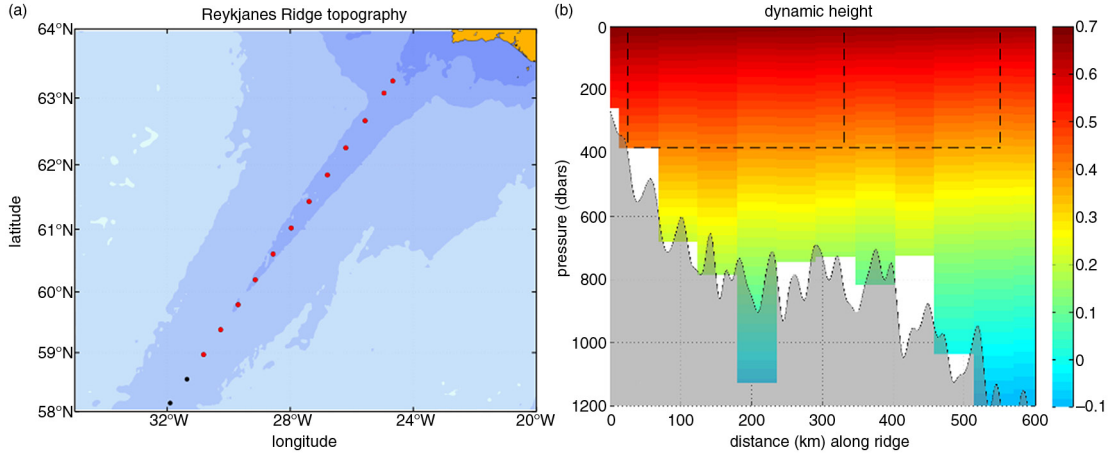 (a)
Reykjanes Ridge topography
64°N
63°N
62°N
61°N
60°N
59°N
58°N
latitude
32°W
28°W
24°W
20°W
longitude
(b)
dynamic height
0
200
400
600
800
1000
1200
pressure (dbars)
0
100
200
300
400
500
600
distance (km) along ridge
0.7
0.6
0.5
0.4
0.3
0.2
0.1
0
–0.1